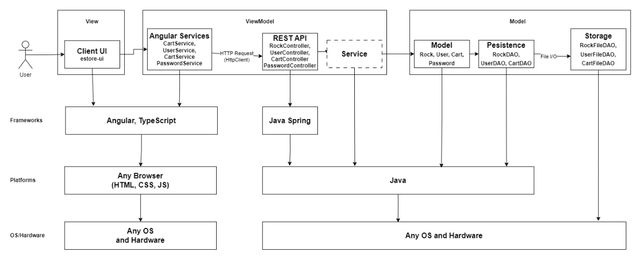 View
ViewModel
Model
User
Client UI
estore-ui
Angular Services
CartService,
UserService,
CartService
PasswordService
HTTP Request
(HttpClient)
REST API
RockController,
UserController,
CartController
PasswordController
Service
Model
Rock, User, Cart,
Password
Pesistence
RockDAO,
UserDAO, CartDAO
File I/O
Storage
RockFileDAO,
UserFileDAO,
CartFileDAO
Frameworks
Angular, TypeScript
Java Spring
Platforms
Any Browser
(HTML, CSS, JS)
Java
OS/Hardware
Any OS
and Hardware
Any OS and Hardware